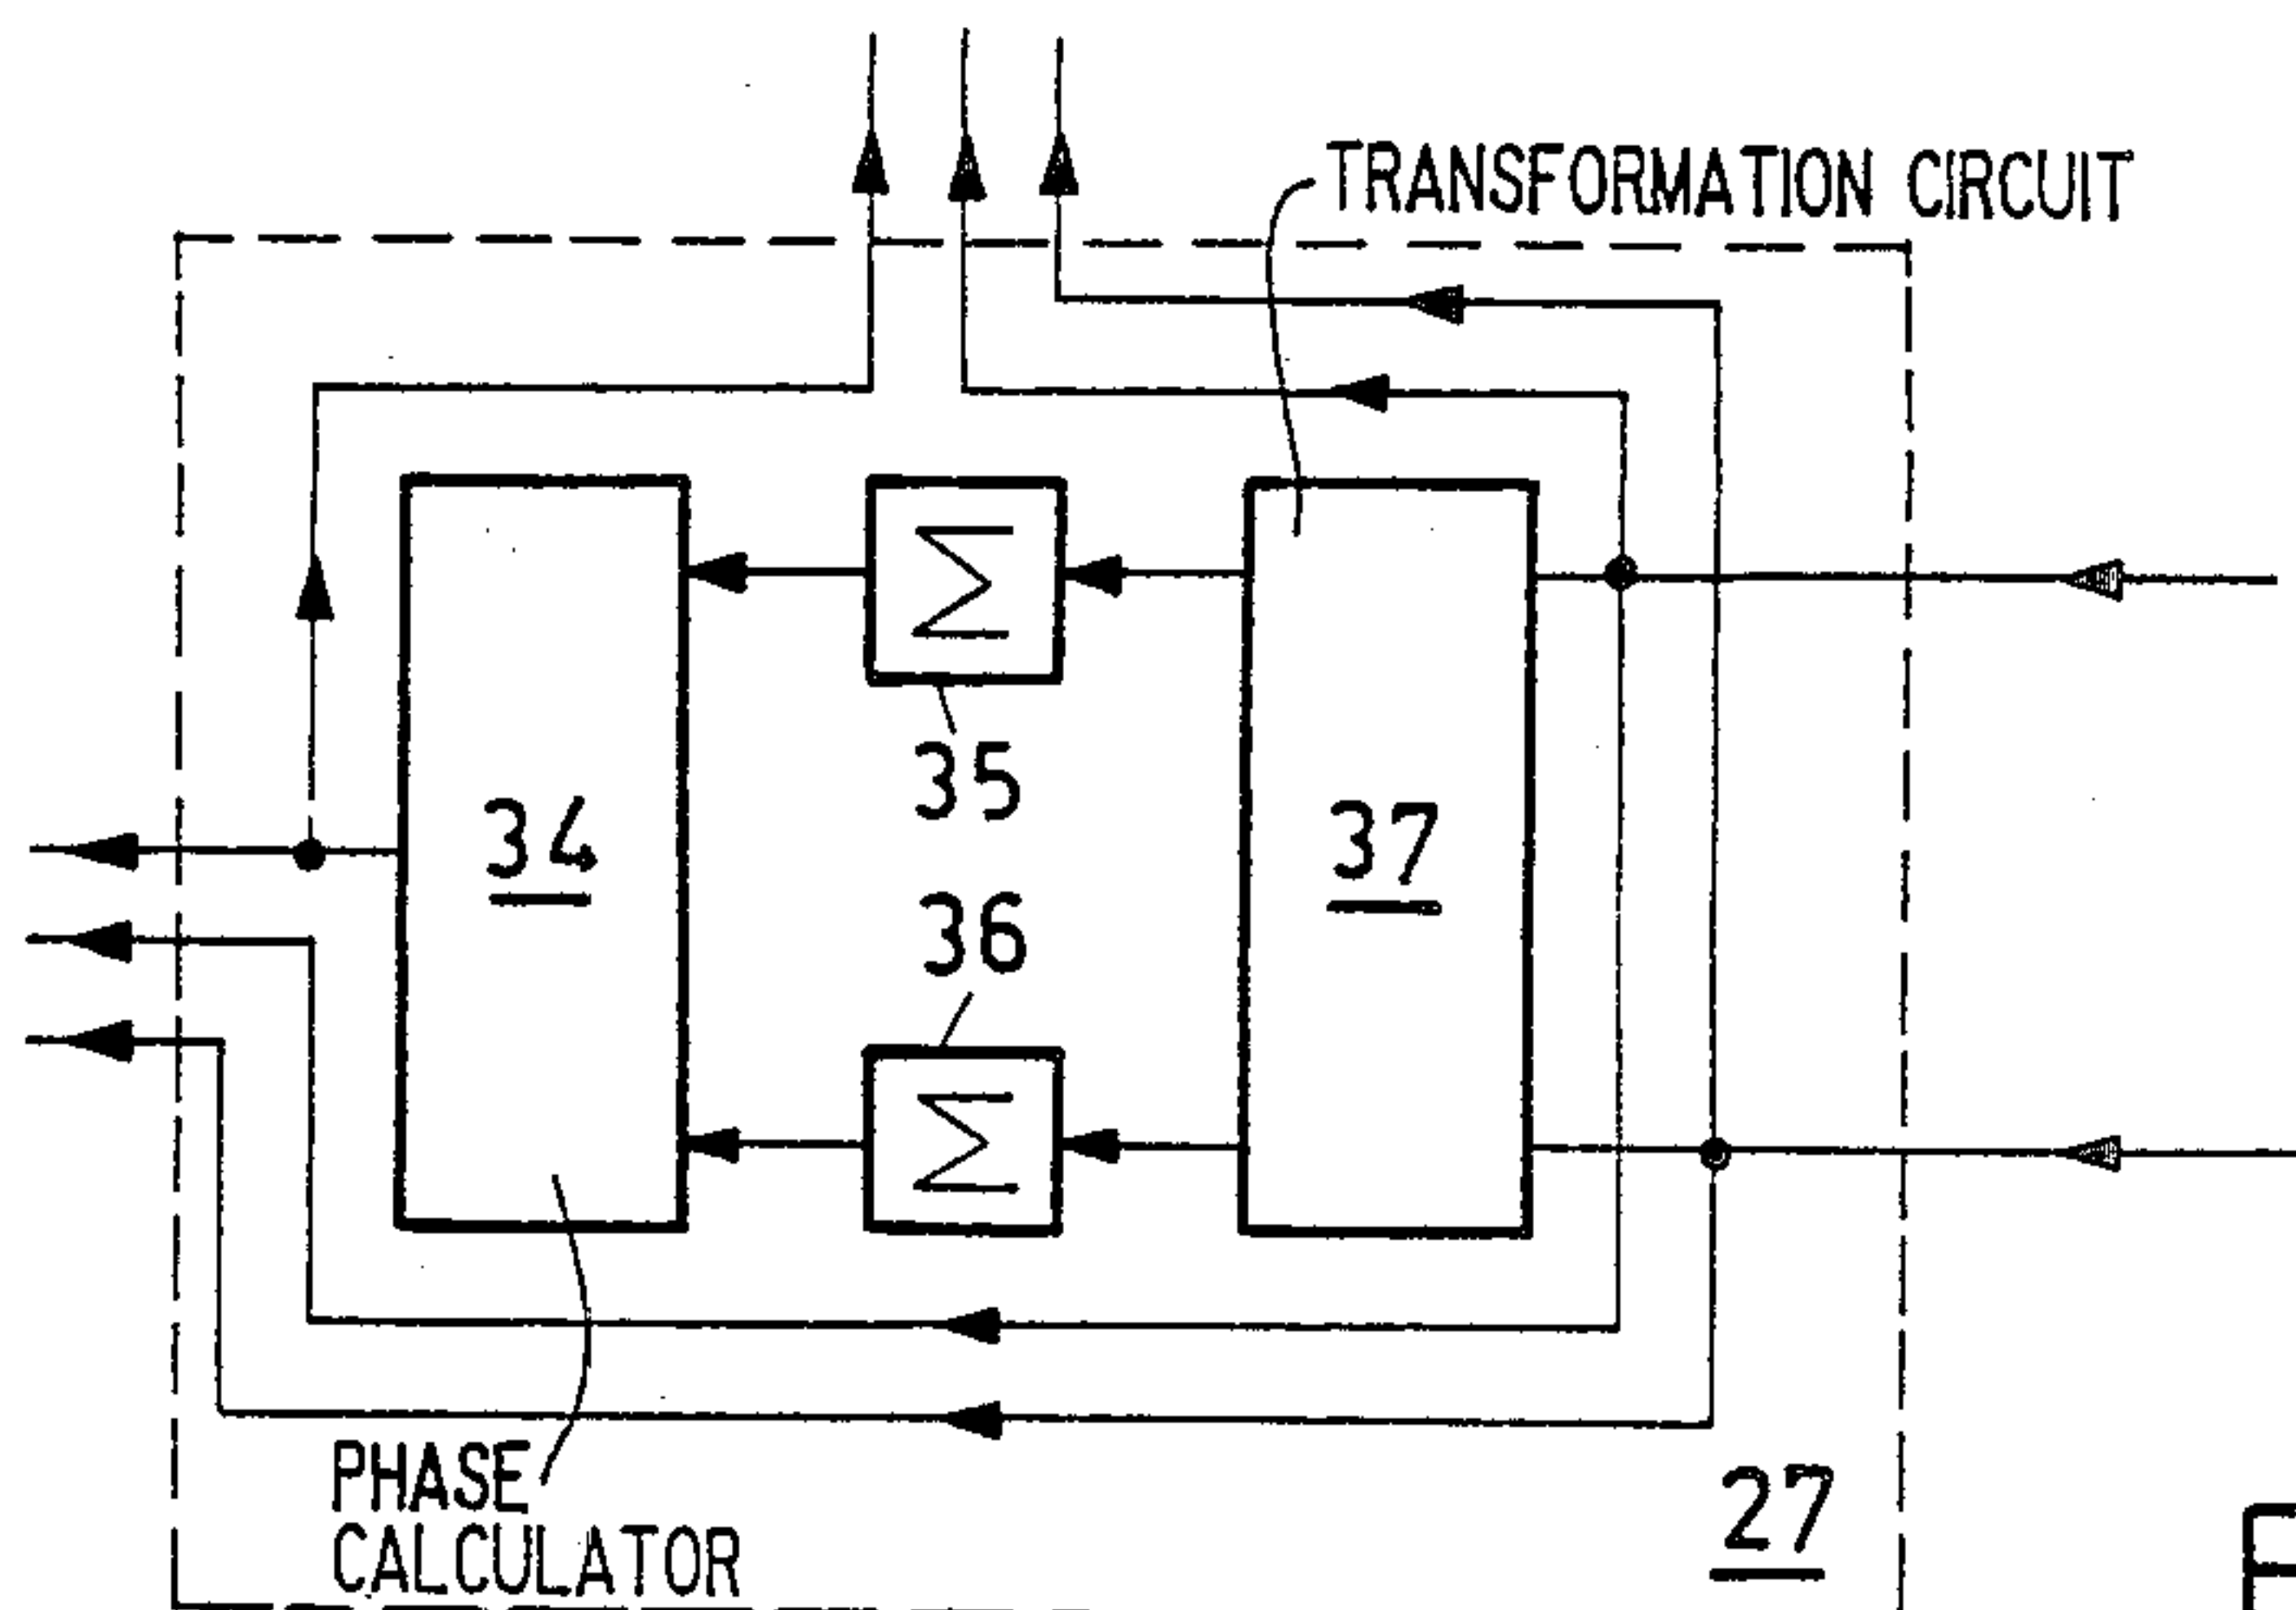 TRANSFORMATION CIRCUIT
Σ
35
34
37
36
Σ
PHASE
CALCULATOR
27